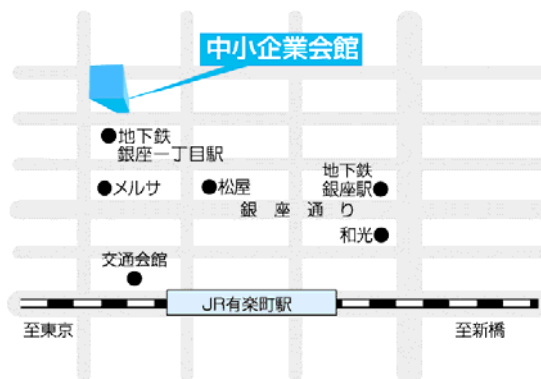 中小企業会館
地下鉄
銀座一丁目駅
メルサ
松屋
地下鉄
銀座駅
銀座通り
和光
交通会館
JR有楽町駅
至東京
至新橋